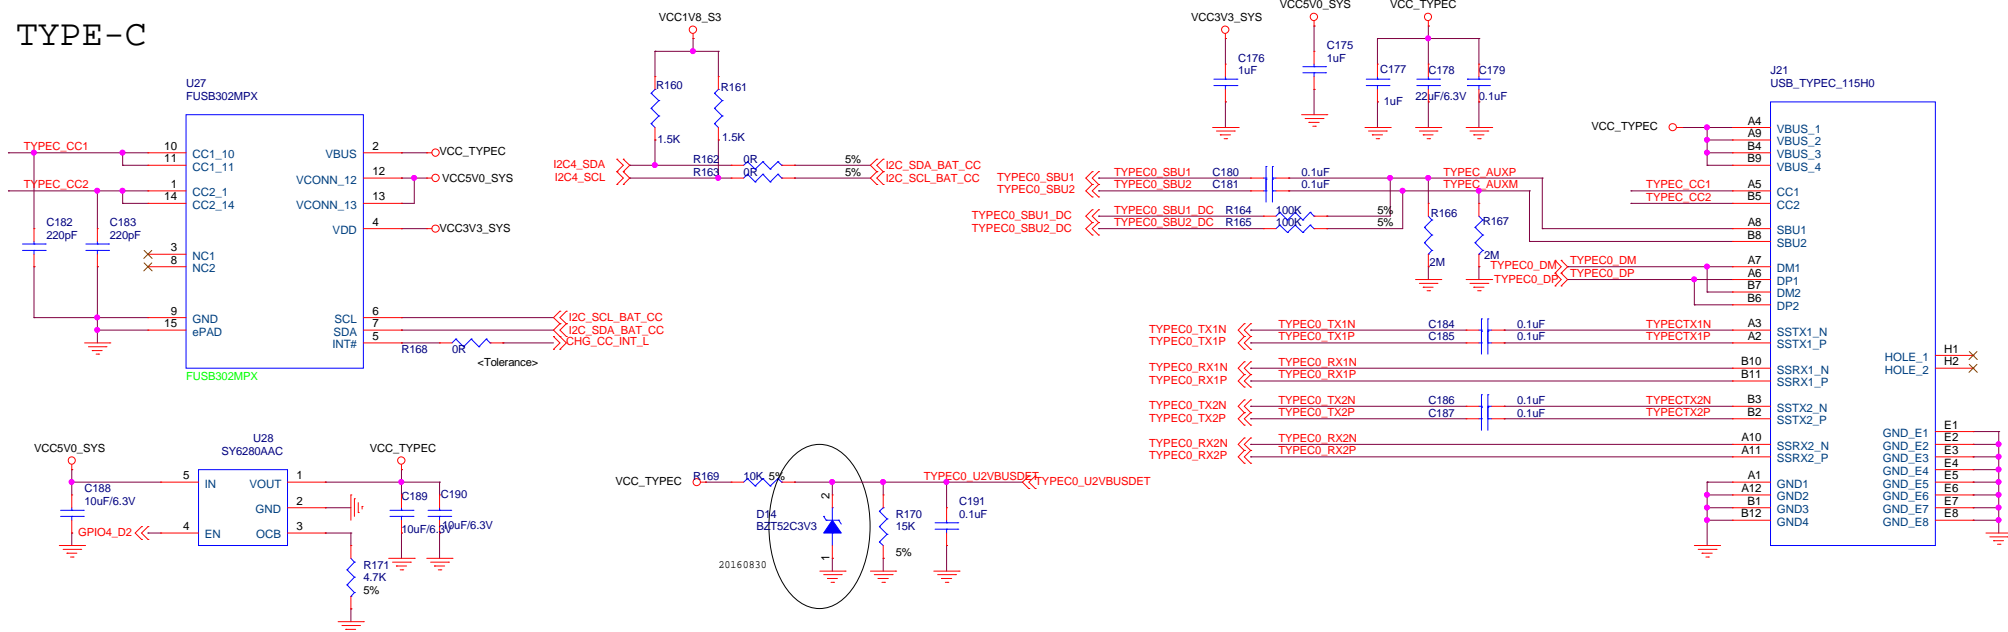 TYPE-C
U27
FUSB302MPX
TYPEC_CC1
10
CC1_10
11
CC1_11
TYPEC_CC2
1
CC2_1
14
CC2_14
C182
220pF
C183
220pF
3
NC1
8
NC2
9
GND
15
ePAD
VBUS
2
VCC_TYPEC
VCONN_12
12
VCC5V0_SYS
VCONN_13
13
VDD
4
VCC3V3_SYS
SCL
6
I2C_SCL_BAT_CC
SDA
7
I2C_SDA_BAT_CC
INT#
5
CHG_CC_INT_L
R168
0R
<Tolerance>
FUSB302MPX
VCC1V8_S3
R160
R161
1.5K
1.5K
I2C4_SDA
R162
0R
5%
I2C_SDA_BAT_CC
I2C4_SCL
R163
0R
5%
I2C_SCL_BAT_CC
VCC3V3_SYS
C176
1uF
VCC5V0_SYS
C175
1uF
VCC_TYPEC
C177
1uF
C178
22uF/6.3V
C179
0.1uF
TYPEC0_SBU1
TYPEC0_SBU1
C180
0.1uF
TYPEC_AUXP
TYPEC0_SBU2
TYPEC0_SBU2
C181
0.1uF
TYPEC_AUXM
TYPEC0_SBU1_DC
TYPEC0_SBU1_DC
R164
100K
5%
TYPEC0_SBU2_DC
TYPEC0_SBU2_DC
R165
100K
5%
R166
2M
R167
2M
TYPEC0_DM
TYPEC0_DM
TYPEC0_DP
TYPEC0_DP
TYPEC0_TX1N
TYPEC0_TX1N
C184
0.1uF
TYPECTX1N
TYPEC0_TX1P
TYPEC0_TX1P
C185
0.1uF
TYPECTX1P
TYPEC0_RX1N
TYPEC0_RX1N
TYPEC0_RX1P
TYPEC0_RX1P
TYPEC0_TX2N
TYPEC0_TX2N
C186
0.1uF
TYPECTX2N
TYPEC0_TX2P
TYPEC0_TX2P
C187
0.1uF
TYPECTX2P
TYPEC0_RX2N
TYPEC0_RX2N
TYPEC0_RX2P
TYPEC0_RX2P
J21
USB_TYPEC_115H0
VCC_TYPEC
A4
VBUS_1
A9
VBUS_2
B4
VBUS_3
B9
VBUS_4
TYPEC_CC1
A5
CC1
TYPEC_CC2
B5
CC2
A8
SBU1
B8
SBU2
A7
DM1
A6
DP1
B7
DM2
B6
DP2
A3
SSTX1_N
A2
SSTX1_P
B10
SSRX1_N
B11
SSRX1_P
B3
SSTX2_N
B2
SSTX2_P
A10
SSRX2_N
A11
SSRX2_P
A1
GND1
A12
GND2
B1
GND3
B12
GND4
HOLE_1
H1
HOLE_2
H2
GND_E1
E1
GND_E2
E2
GND_E3
E3
GND_E4
E4
GND_E5
E5
GND_E6
E6
GND_E7
E7
GND_E8
E8
VCC5V0_SYS
C188
10uF/6.3V
GPIO4_D2
U28
SY6280AAC
5
IN
4
EN
VOUT
1
GND
2
OCB
3
VCC_TYPEC
C189
10uF/6.3V
C190
10uF/6.3V
R171
4.7K
5%
VCC_TYPEC
R169
10K
5%
TYPEC0_U2VBUSDET
TYPEC0_U2VBUSDET
D14
BZT52C3V3
2
1
20160830
R170
15K
5%
C191
0.1uF